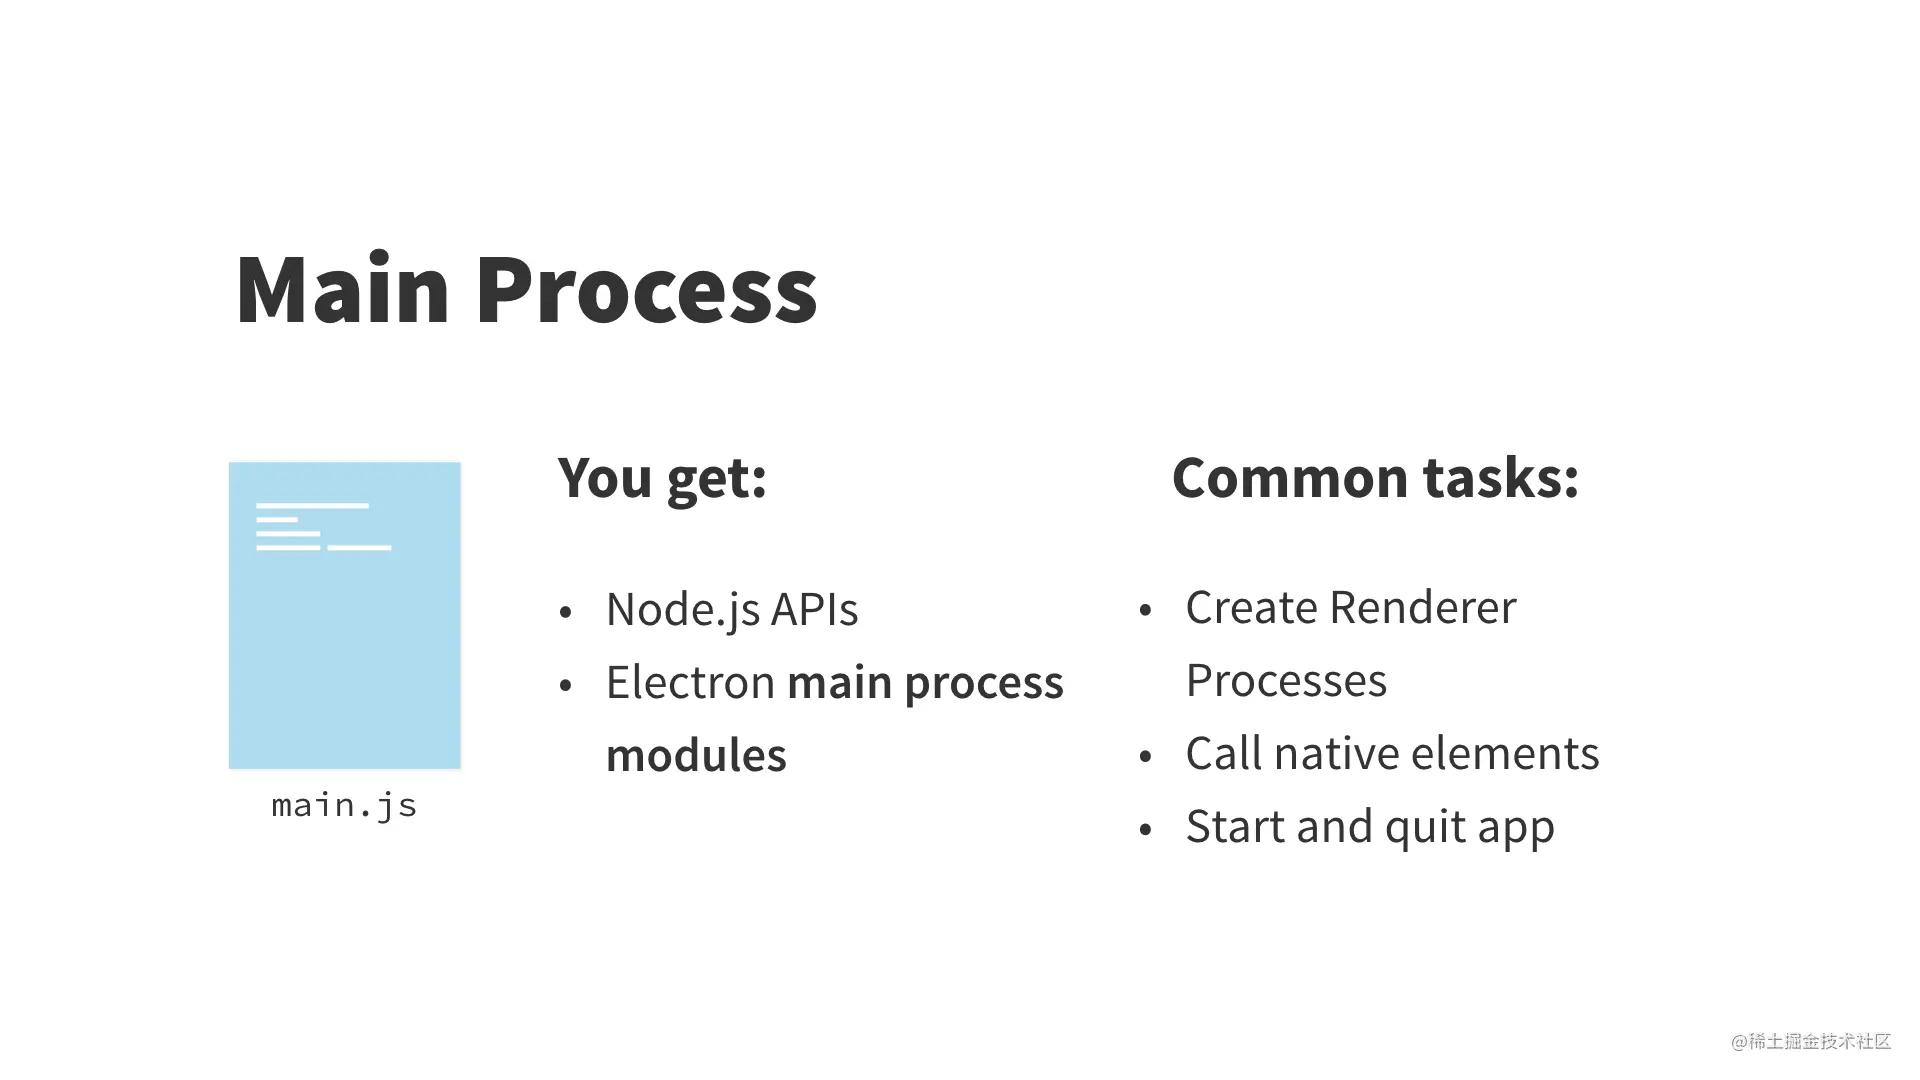 Main Process
main.js
You get:
• Node.js APIs
• Electron main process
modules
Common tasks:
• Create Renderer
Processes
• Call native elements
• Start and quit app
@稀土掘金技术社区